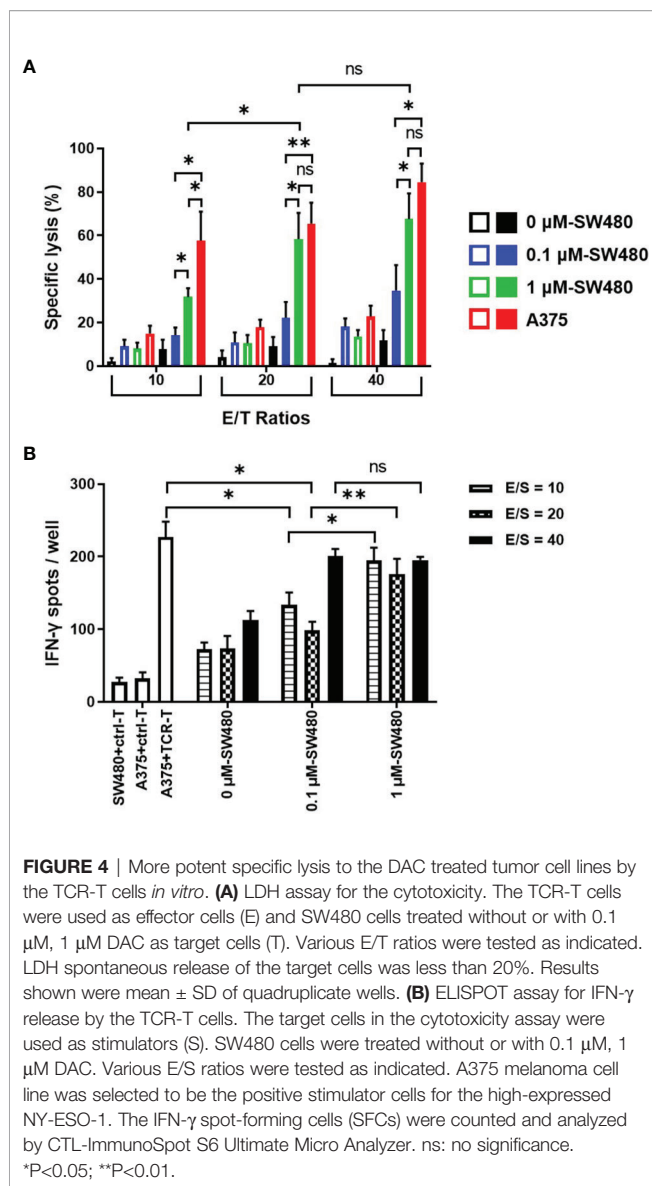 A
ns
*
*
**
ns
*
*
ns
*
*
*
*
Specific lysis (%)
100
80
60
40
20
0
10 20 40
E/T Ratios
0 µM-SW480
0.1 µM-SW480
1 µM-SW480
A375
B
IFN-γ spots / well
300
200
100
0
*
*
ns
**
*
E/S = 10
E/S = 20
E/S = 40
SW480+ctrl-T
A375+ctrl-T
A375+TCR-T
0 µM-SW480
0.1 µM-SW480
1 µM-SW480
FIGURE 4 | More potent specific lysis to the DAC treated tumor cell lines by
the TCR-T cells in vitro. (A) LDH assay for the cytotoxicity. The TCR-T cells
were used as effector cells (E) and SW480 cells treated without or with 0.1
µM, 1 µM DAC as target cells (T). Various E/T ratios were tested as indicated.
LDH spontaneous release of the target cells was less than 20%. Results
shown were mean ± SD of quadruplicate wells. (B) ELISPOT assay for IFN-γ
release by the TCR-T cells. The target cells in the cytotoxicity assay were
used as stimulators (S). SW480 cells were treated without or with 0.1 µM, 1
µM DAC. Various E/S ratios were tested as indicated. A375 melanoma cell
line was selected to be the positive stimulator cells for the high-expressed
NY-ESO-1. The IFN-γ spot-forming cells (SFCs) were counted and analyzed
by CTL-ImmunoSpot S6 Ultimate Micro Analyzer. ns: no significance.
*P<0.05; **P<0.01.